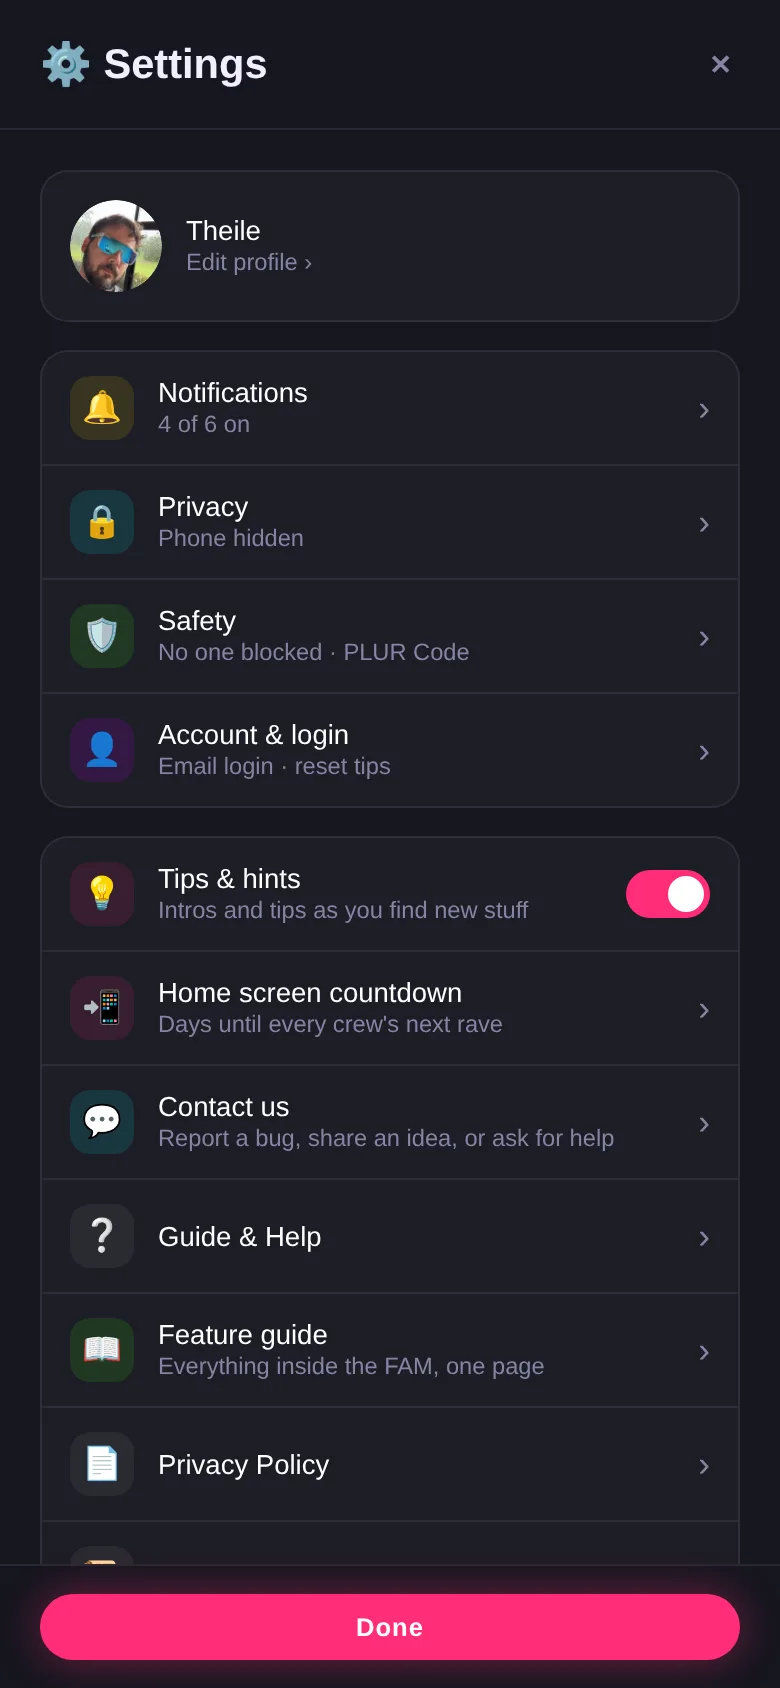 Settings
×
Theile
Edit profile ›
Notifications
4 of 6 on
Privacy
Phone hidden
Safety
No one blocked · PLUR Code
Account & login
Email login · reset tips
Tips & hints
Intros and tips as you find new stuff
Home screen countdown
Days until every crew's next rave
Contact us
Report a bug, share an idea, or ask for help
Guide & Help
Feature guide
Everything inside the FAM, one page
Privacy Policy
Done